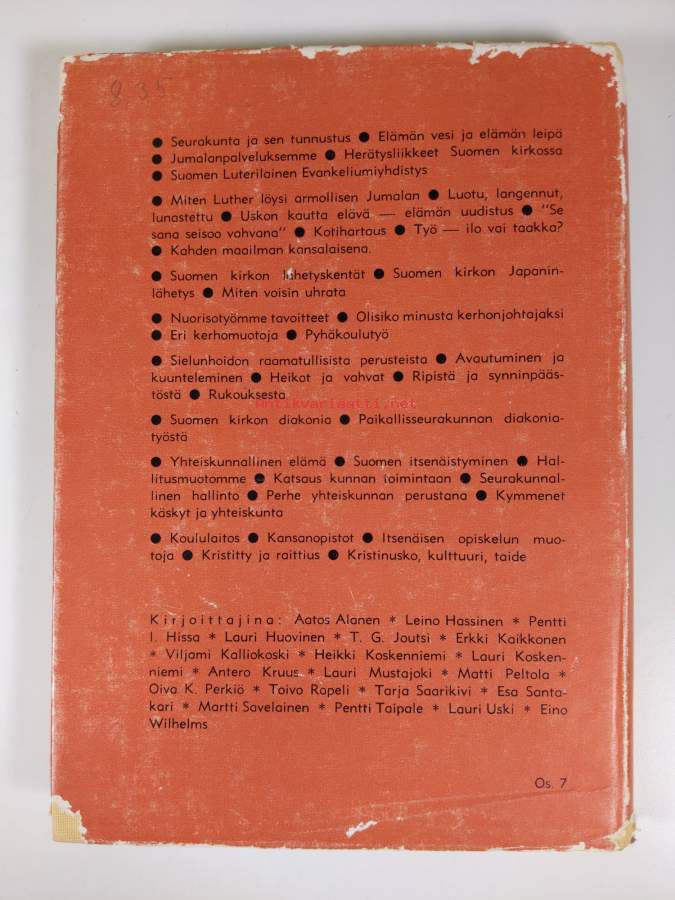 8,35
● Seurakunta ja sen tunnustus ● Elämän vesi ja elämän leipä
● Jumalanpalveluksemme ● Herätysliikkeet Suomen kirkossa
● Suomen Luterilainen Evankeliumiyhdistys
● Miten Luther löysi armollisen Jumalan ● Luotu, langennut,
lunastettu ● Uskon kautta elävä — elämän uudistus ● "Se
sana seisoo vahvana" ● Kotihartaus ● Työ — ilo vai taakka?
● Kahden maailman kansalaisena.
● Suomen kirkon lähetyskentät ● Suomen kirkon Japanin-
lähetys ● Miten voisin uhrata
● Nuorisotyömme tavoitteet ● Olisiko minusta kerhonjohtajaksi
● Eri kerhomuotoja ● Pyhäkoulutyö
● Sielunhoidon raamatullisista perusteista ● Avautuminen ja
kuunteleminen ● Heikot ja vahvat ● Ripistä ja synninpääs-
töstä ● Rukouksesta
Antikvariaatti.net
● Suomen kirkon diakonia ● Paikallisseurakunnan diakonia-
työstä
● Yhteiskunnallinen elämä ● Suomen itsenäistyminen ● Hal-
litusmuotomme ● Katsaus kunnan toimintaan ● Seurakunnal-
linen hallinto ● Perhe yhteiskunnan perustana ● Kymmenet
käskyt ja yhteiskunta
● Koululaitos ● Kansanopistot ● Itsenäisen opiskelun muo-
toja ● Kristitty ja raittius ● Kristinusko, kulttuuri, taide
Kirjoittajina: Aatos Alanen * Leino Hassinen * Pentti
I. Hissa * Lauri Huovinen * T. G. Joutsi * Erkki Kaikkonen
* Viljami Kalliokoski * Heikki Koskenniemi * Lauri Kosken-
niemi * Antero Kruus * Lauri Mustajoki * Matti Peltola *
Oiva K. Perkiö * Toivo Rapeli * Tarja Saarikivi * Esa Santa-
kari * Martti Savelainen * Pentti Taipale * Lauri Uski * Eino
Wilhelms
Os. 7